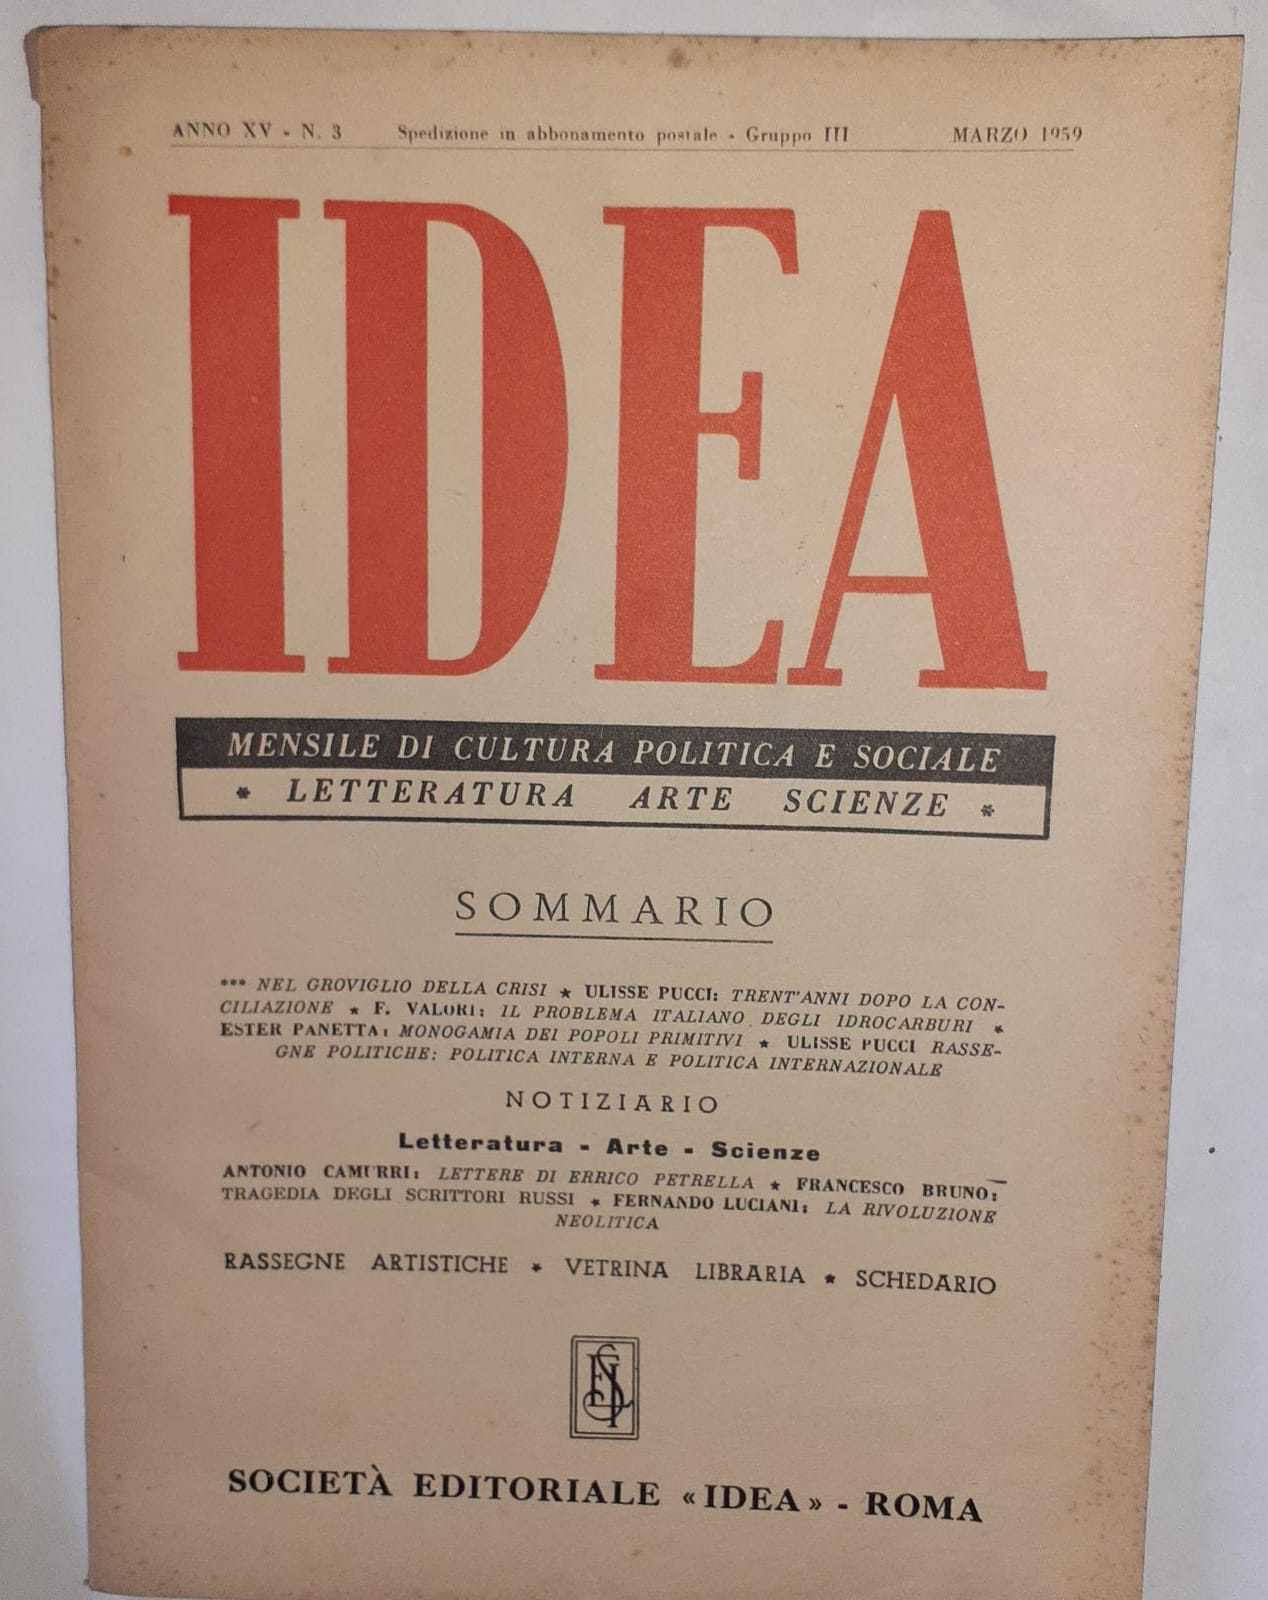 ANNO XV - N. 3 Spedizione in abbonamento postale - Gruppo III MARZO 1959
IDEA
MENSILE DI CULTURA POLITICA E SOCIALE
* LETTERATURA ARTE SCIENZE *
SOMMARIO
*** NEL GROVIGLIO DELLA CRISI ★ ULISSE PUCCI: TRENT'ANNI DOPO LA CON-
CILIAZIONE ★ F. VALORI: IL PROBLEMA ITALIANO DEGLI IDROCARBURI ★
ESTER PANETTA: MONOGAMIA DEI POPOLI PRIMITIVI ★ ULISSE PUCCI RASSE-
GNE POLITICHE: POLITICA INTERNA E POLITICA INTERNAZIONALE
NOTIZIARIO
Letteratura - Arte - Scienze
ANTONIO CAMURRI: LETTERE DI ERRICO PETRELLA ★ FRANCESCO BRUNO:
TRAGEDIA DEGLI SCRITTORI RUSSI ★ FERNANDO LUCIANI: LA RIVOLUZIONE
NEOLITICA
RASSEGNE ARTISTICHE ★ VETRINA LIBRARIA ★ SCHEDARIO
SOCIETÀ EDITORIALE «IDEA» - ROMA